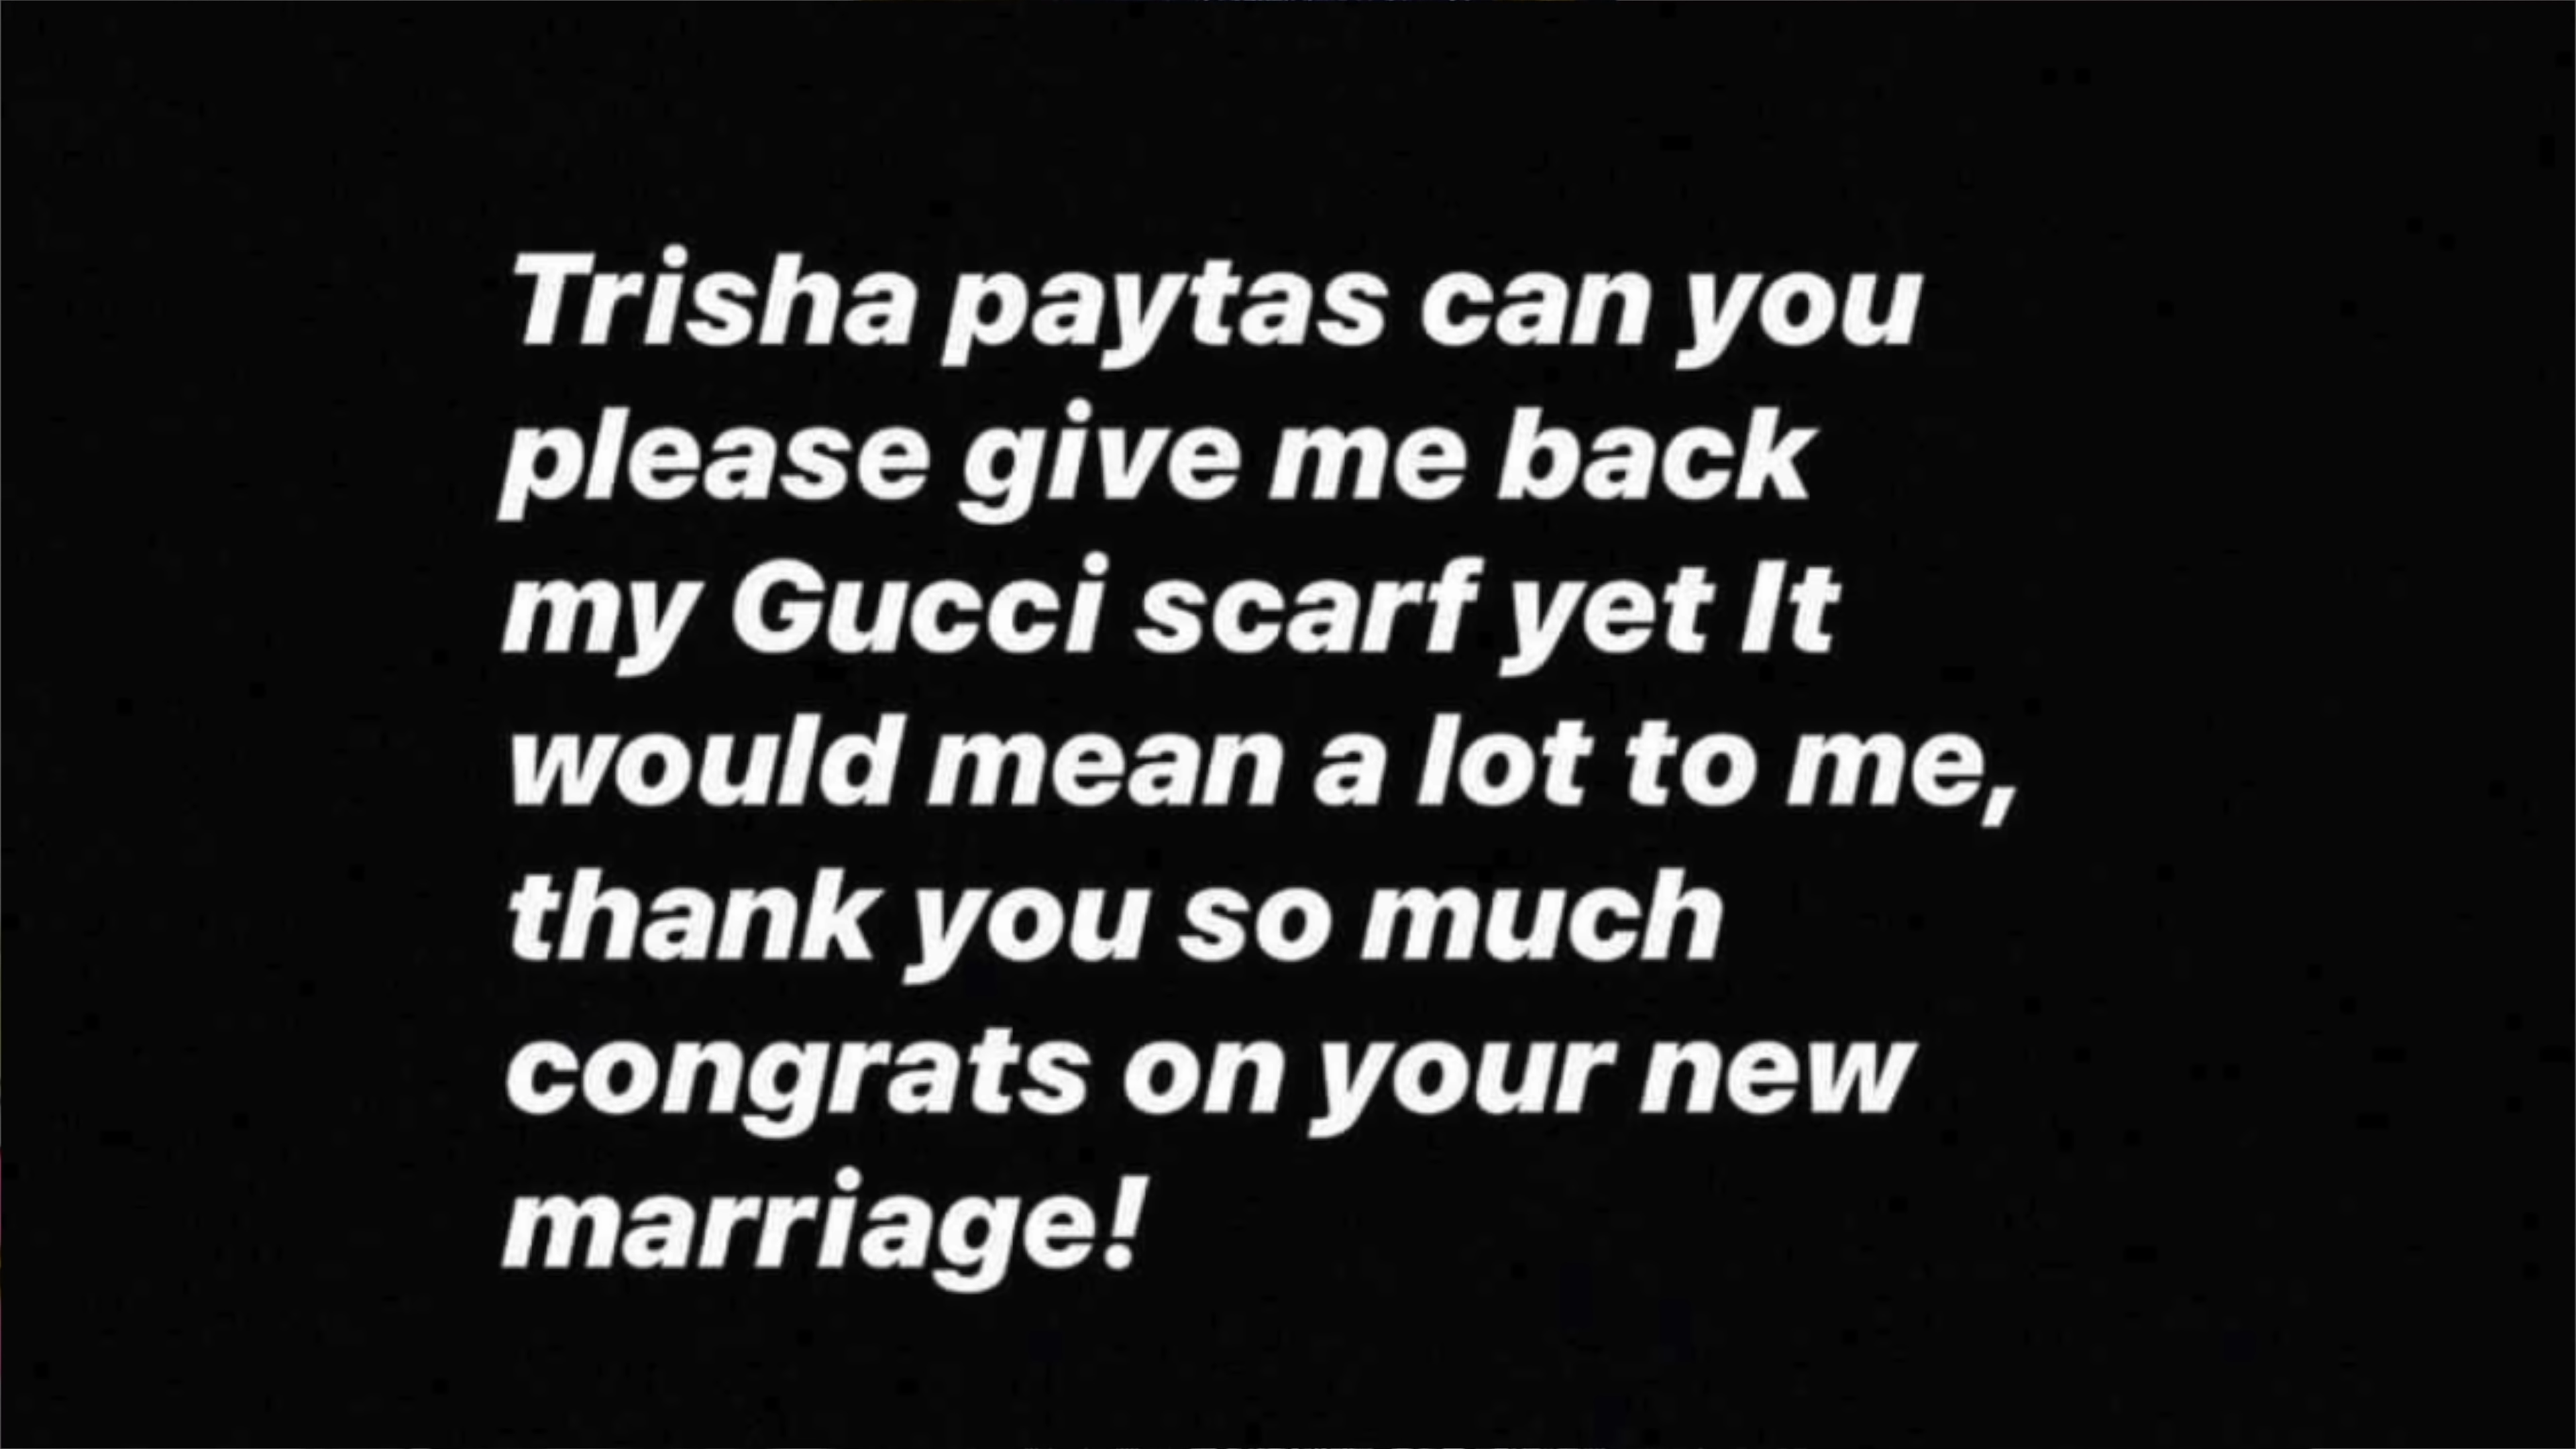 Trisha paytas can you
please give me back
my Gucci scarf yet It
would mean a lot to me,
thank you so much
congrats on your new
marriage!